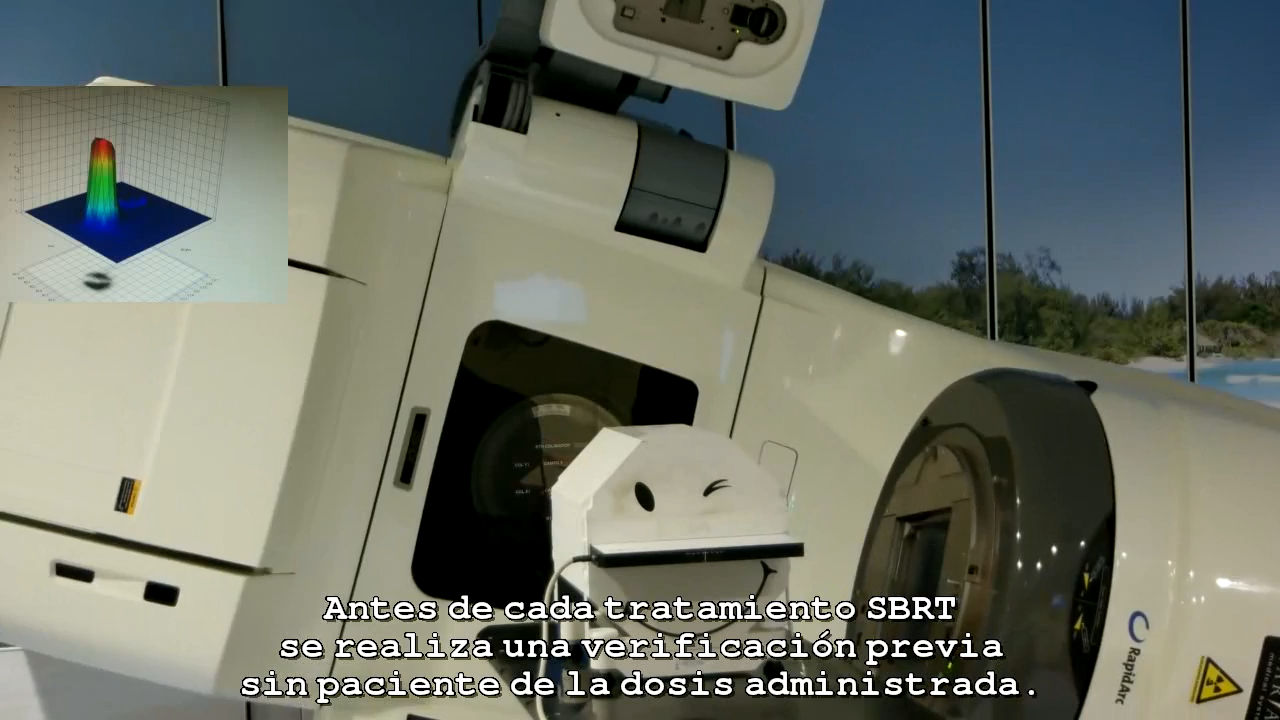 Antes de cada tratamiento SBRT
se realiza una verificación previa
sin paciente de la dosis administrada.
RapidArc